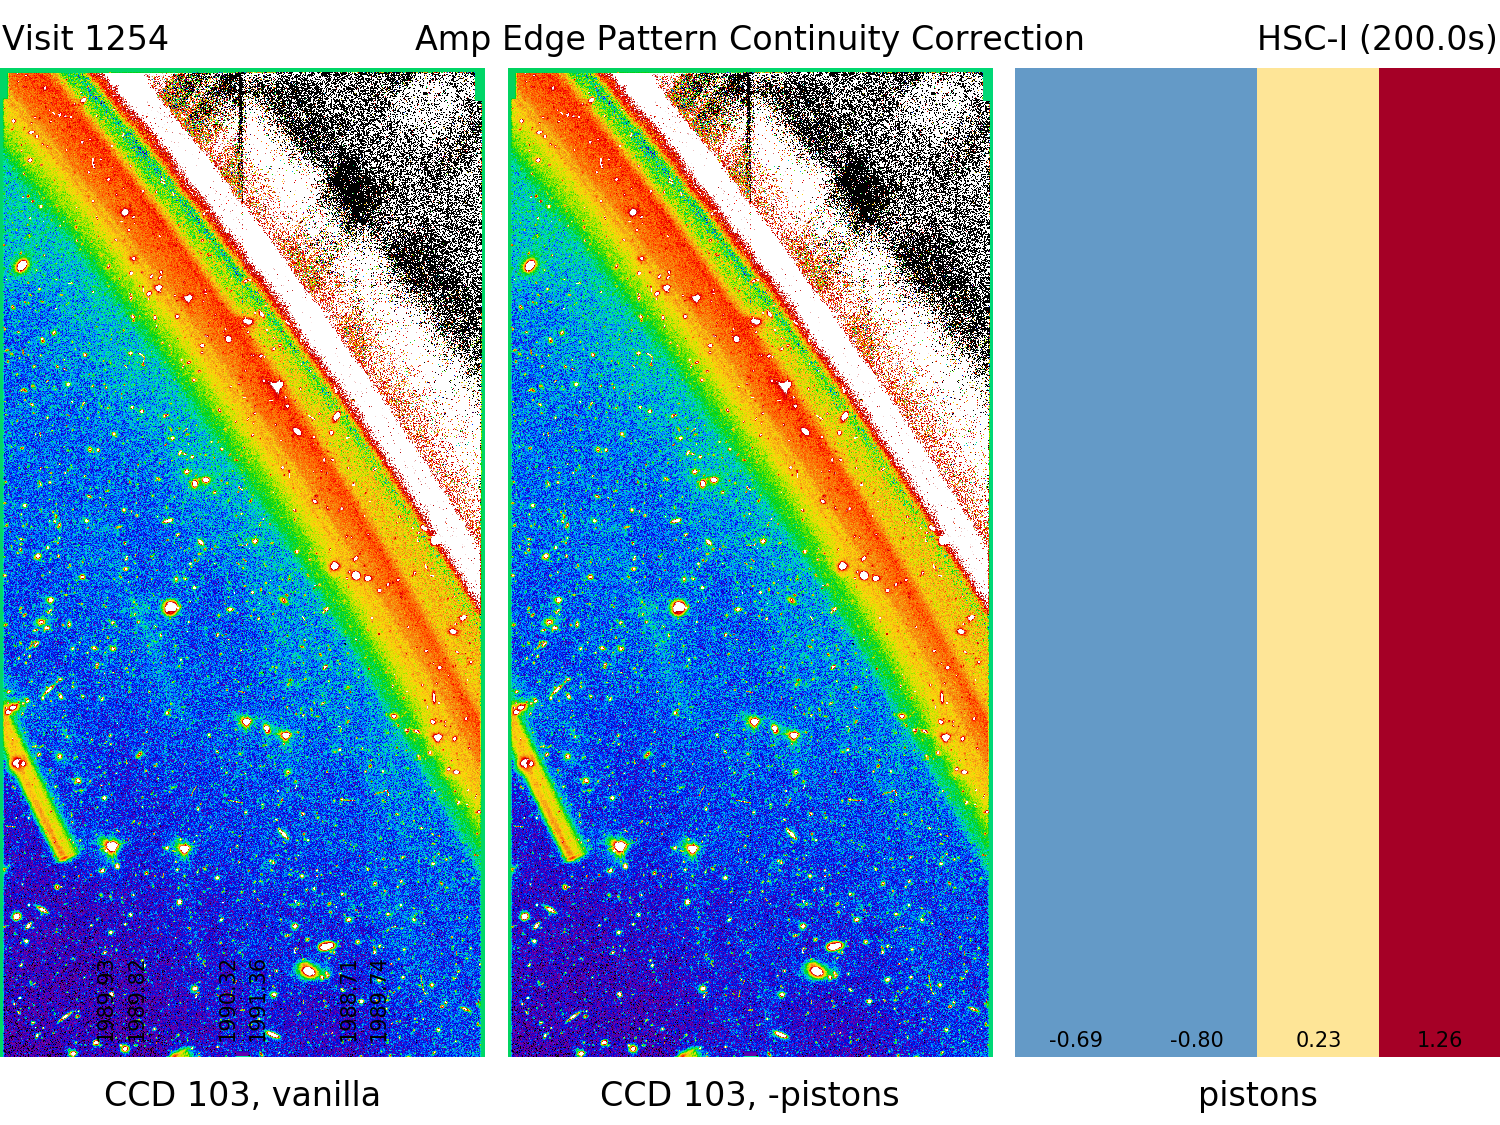 Visit 1254 Amp Edge Pattern Continuity Correction HSC-I (200.0s)
1989.93
1989.82
1990.32
1991.36
1988.71
1989.74
-0.69 -0.80 0.23 1.26
CCD 103, vanilla CCD 103, -pistons pistons